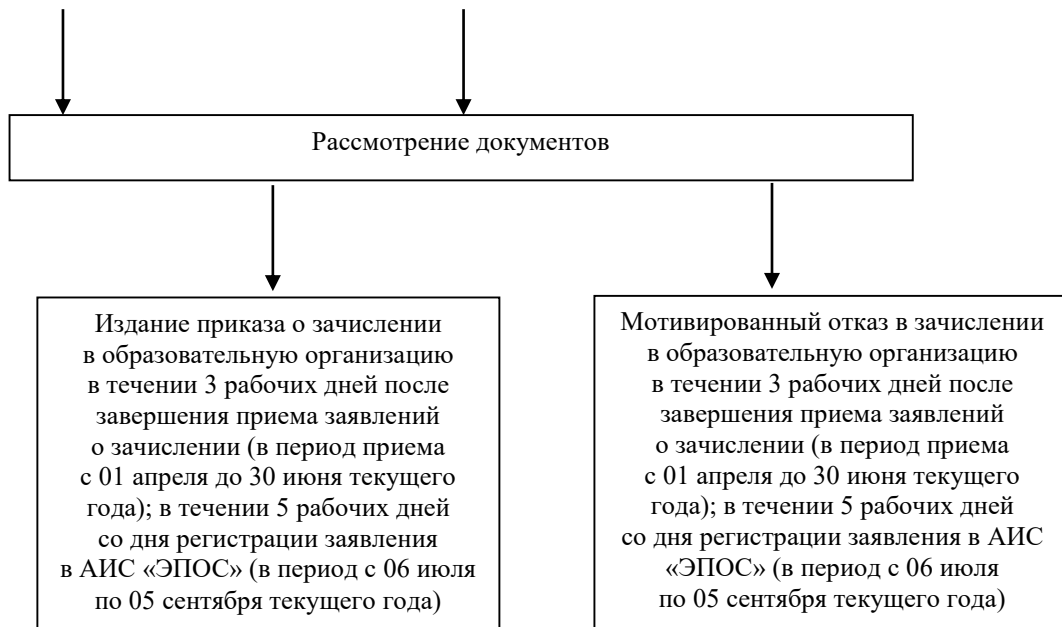 Рассмотрение документов
Издание приказа о зачислении
в образовательную организацию
в течении 3 рабочих дней после
завершения приема заявлений
о зачислении (в период приема
с 01 апреля до 30 июня текущего
года); в течении 5 рабочих дней
со дня регистрации заявления
в АИС «ЭПОС» (в период с 06 июля
по 05 сентября текущего года)
Мотивированный отказ в зачислении
в образовательную организацию
в течении 3 рабочих дней после
завершения приема заявлений
о зачислении (в период приема
с 01 апреля до 30 июня текущего
года); в течении 5 рабочих дней
со дня регистрации заявления в АИС
«ЭПОС» (в период с 06 июля
по 05 сентября текущего года)